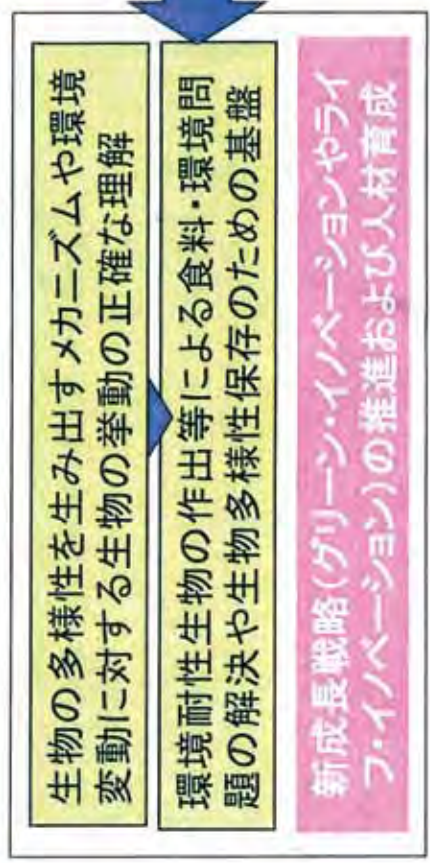 生物の多様性を生み出すメカニズムや環境
変動に対する生物の挙動の正確な理解
環境耐性生物の作出等による食料・環境問
題の解決や生物多様性保存のための基盤
新成長戦略(グリーン・イノベーションやライ
フ・イノベーション)の推進および人材育成